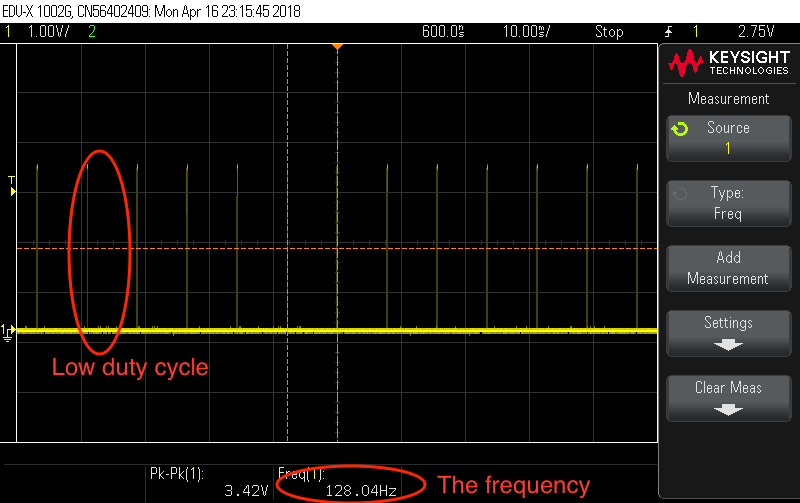 EDU-X 1002G, CN56402409: Mon Apr 16 23:15:45 2018
1 1.00V/ 2 600.0㎱ 10.00㎳/ Stop 1 2.75V
KEYSIGHT
TECHNOLOGIES
Measurement
Source
1
T
Type:
Freq
Add
Measurement
1
Settings
Low duty cycle
Clear Meas
Pk-Pk(1):
3.42V
Freq(1):
128.04Hz
The frequency